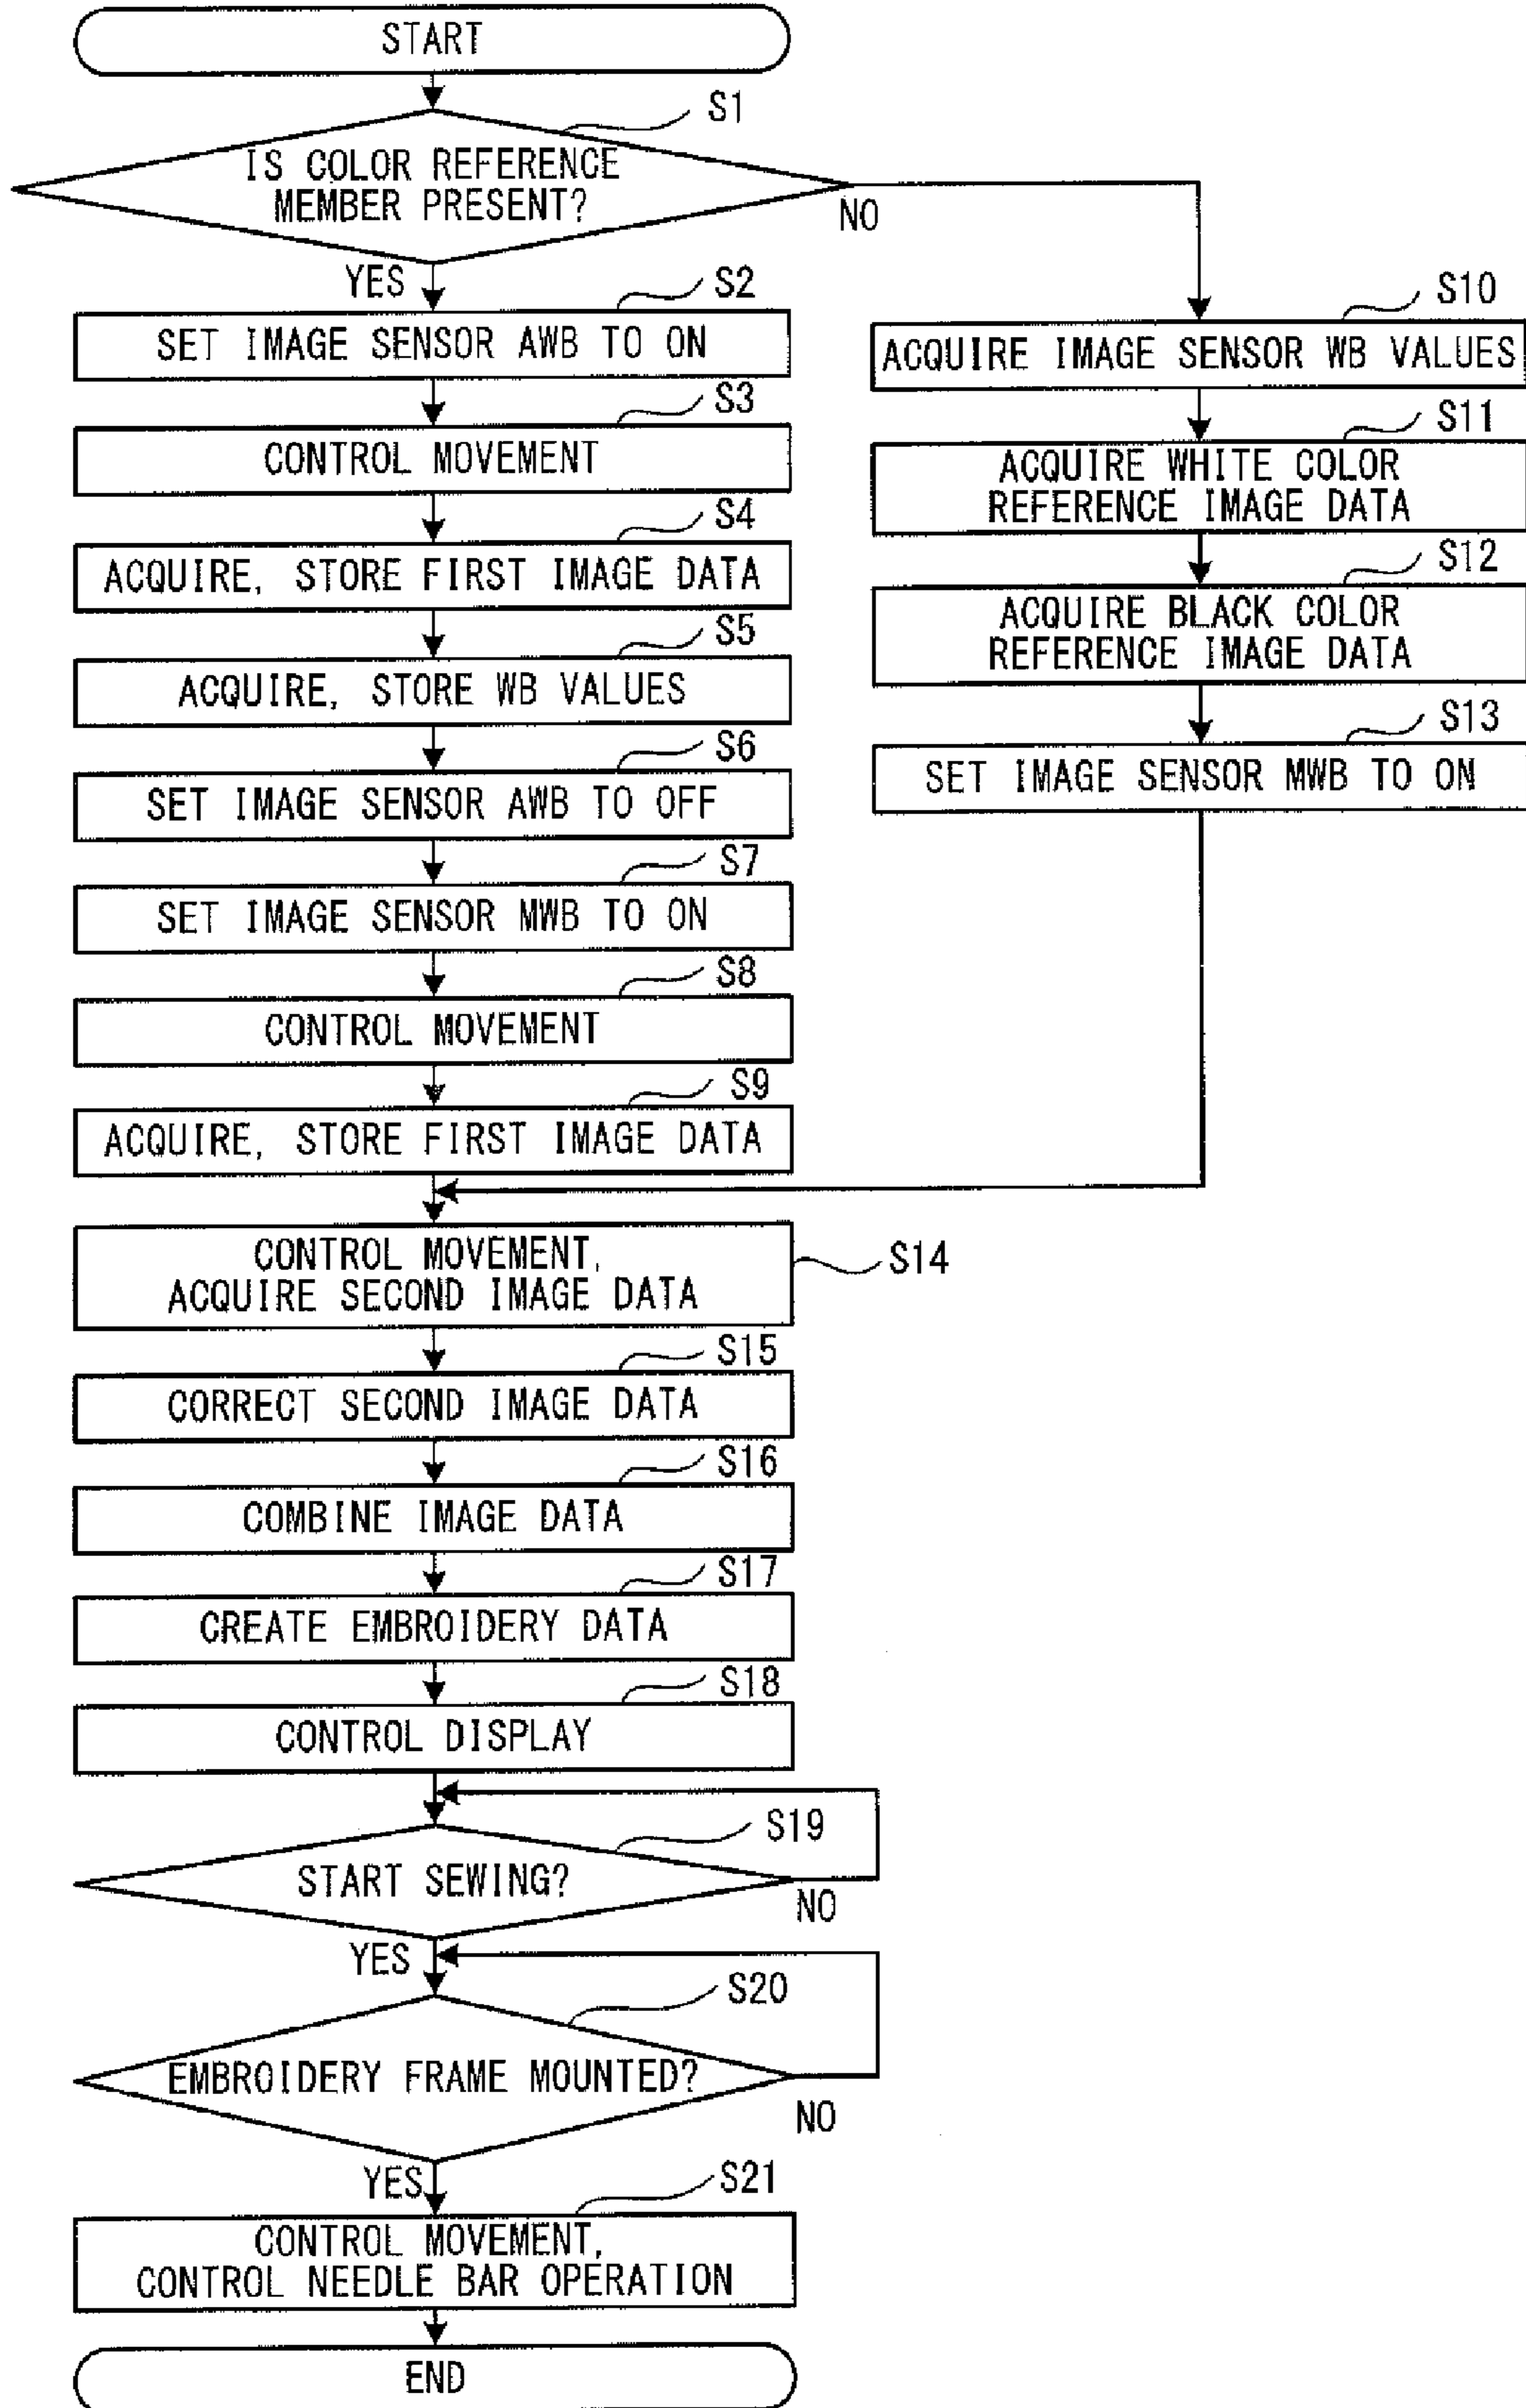 START
S1
IS COLOR REFERENCE
MEMBER PRESENT?
NO
YES
S2
SET IMAGE SENSOR AWB TO ON
S3
CONTROL MOVEMENT
S4
ACQUIRE, STORE FIRST IMAGE DATA
S5
ACQUIRE, STORE WB VALUES
S6
SET IMAGE SENSOR AWB TO OFF
S7
SET IMAGE SENSOR MWB TO ON
S8
CONTROL MOVEMENT
S9
ACQUIRE, STORE FIRST IMAGE DATA
S10
ACQUIRE IMAGE SENSOR WB VALUES
S11
ACQUIRE WHITE COLOR
REFERENCE IMAGE DATA
S12
ACQUIRE BLACK COLOR
REFERENCE IMAGE DATA
S13
SET IMAGE SENSOR MWB TO ON
CONTROL MOVEMENT,
ACQUIRE SECOND IMAGE DATA
S14
S15
CORRECT SECOND IMAGE DATA
S16
COMBINE IMAGE DATA
S17
CREATE EMBROIDERY DATA
S18
CONTROL DISPLAY
S19
START SEWING?
NO
YES
S20
EMBROIDERY FRAME MOUNTED?
NO
YES
S21
CONTROL MOVEMENT,
CONTROL NEEDLE BAR OPERATION
END